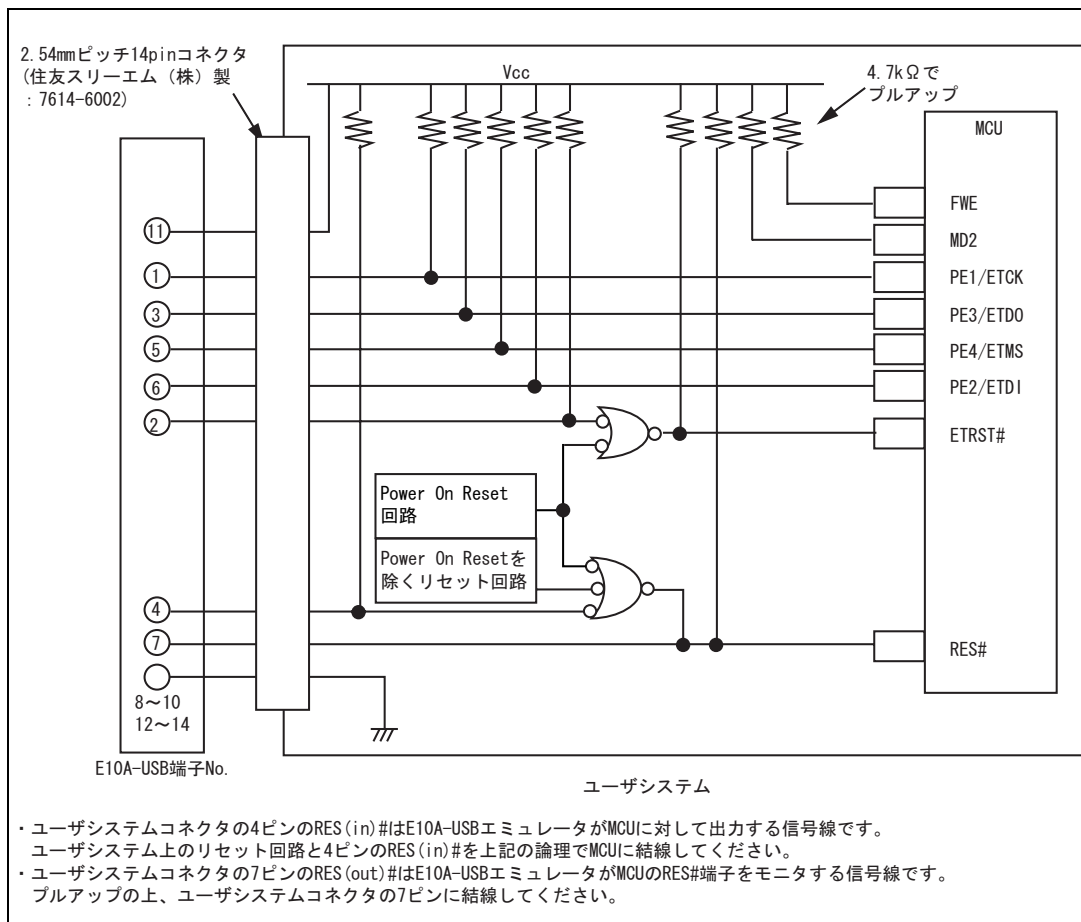 2.54mmピッチ14pinコネクタ
(住友スリーエム（株）製
：7614-6002)
Vcc
4.7kΩで
プルアップ
MCU
FWE
⑪
MD2
①
PE1/ETCK
③
PE3/ETDO
⑤
PE4/ETMS
⑥
PE2/ETDI
②
ETRST#
Power On Reset
回路
Power On Resetを
除くリセット回路
④
⑦
RES#
8～10
12～14
E10A-USB端子No.
ユーザシステム
・ユーザシステムコネクタの4ピンのRES(in)#はE10A-USBエミュレータがMCUに対して出力する信号線です。
ユーザシステム上のリセット回路と4ピンのRES(in)#を上記の論理でMCUに結線してください。
・ユーザシステムコネクタの7ピンのRES(out)#はE10A-USBエミュレータがMCUのRES#端子をモニタする信号線です。
プルアップの上、ユーザシステムコネクタの7ピンに結線してください。